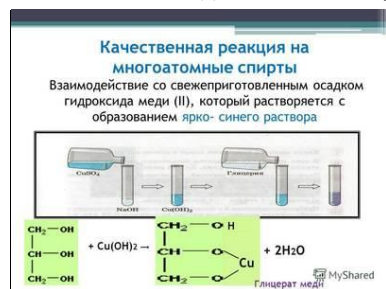 Качественная реакция на
многоатомные спирты
Взаимодействие со свежеприготовленным осадком
гидроксида меди (II), который растворяется с
образованием ярко- синего раствора
CuSO₄
Глицерин
NaOH
Cu(OH)₂
CH₂—OH
CH—OH
CH₂—OH
+ Cu(OH)₂ →
CH₂—O H
CH—O
Cu
CH₂—O
+ 2H₂O
Глицерат меди
MyShared